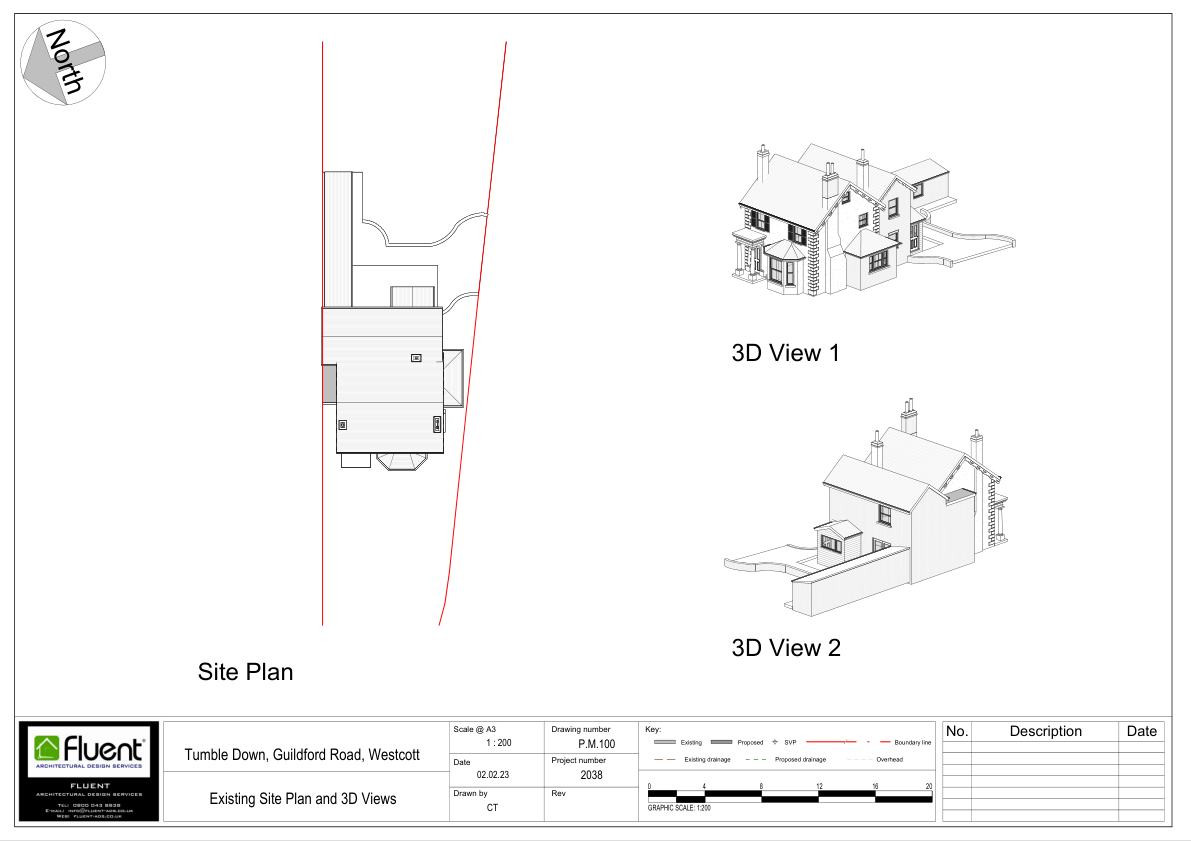 North
Site Plan
3D View 1
3D View 2
fluent
ARCHITECTURAL DESIGN SERVICES
FLUENT
ARCHITECTURAL DESIGN SERVICES
TEL: 0800 043 8838
E-MAIL: INFO@FLUENT-ADS.CO.UK
WEB: FLUENT-ADS.CO.UK
Tumble Down, Guildford Road, Westcott
Existing Site Plan and 3D Views
Scale @ A3
1 : 200
Date
02.02.23
Drawn by
CT
Drawing number
P.M.100
Project number
2038
Rev
Key:
Existing
Proposed
SVP
Boundary line
Existing drainage
Proposed drainage
Overhead
0 4 8 12 16 20
GRAPHIC SCALE: 1:200
No. Description Date